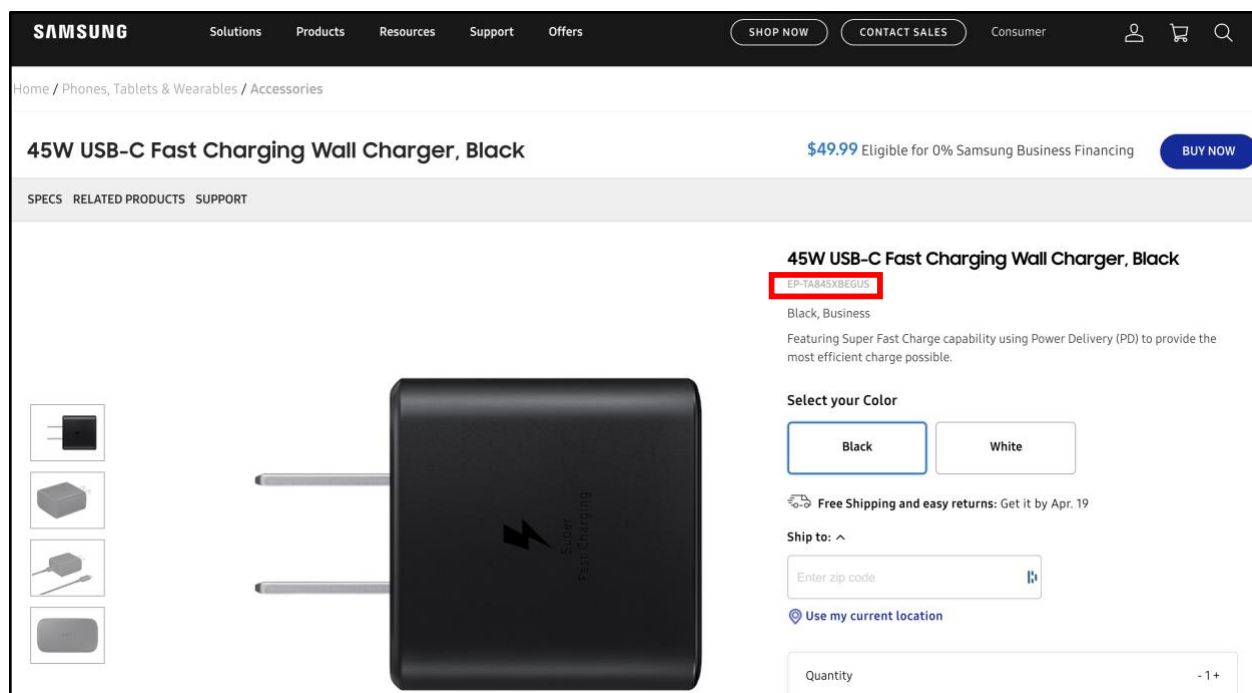 SAMSUNG
Solutions Products Resources Support Offers SHOP NOW CONTACT SALES Consumer
Home / Phones, Tablets & Wearables / Accessories
45W USB-C Fast Charging Wall Charger, Black
$49.99 Eligible for 0% Samsung Business Financing BUY NOW
SPECS RELATED PRODUCTS SUPPORT
45W USB-C Fast Charging Wall Charger, Black
EP-TA845XBEGUS
Black, Business
Featuring Super Fast Charge capability using Power Delivery (PD) to provide the
most efficient charge possible.
Select your Color
Black White
Free Shipping and easy returns: Get it by Apr. 19
Ship to:
Enter zip code
Use my current location
Quantity - 1 +
Super
Fast Charging